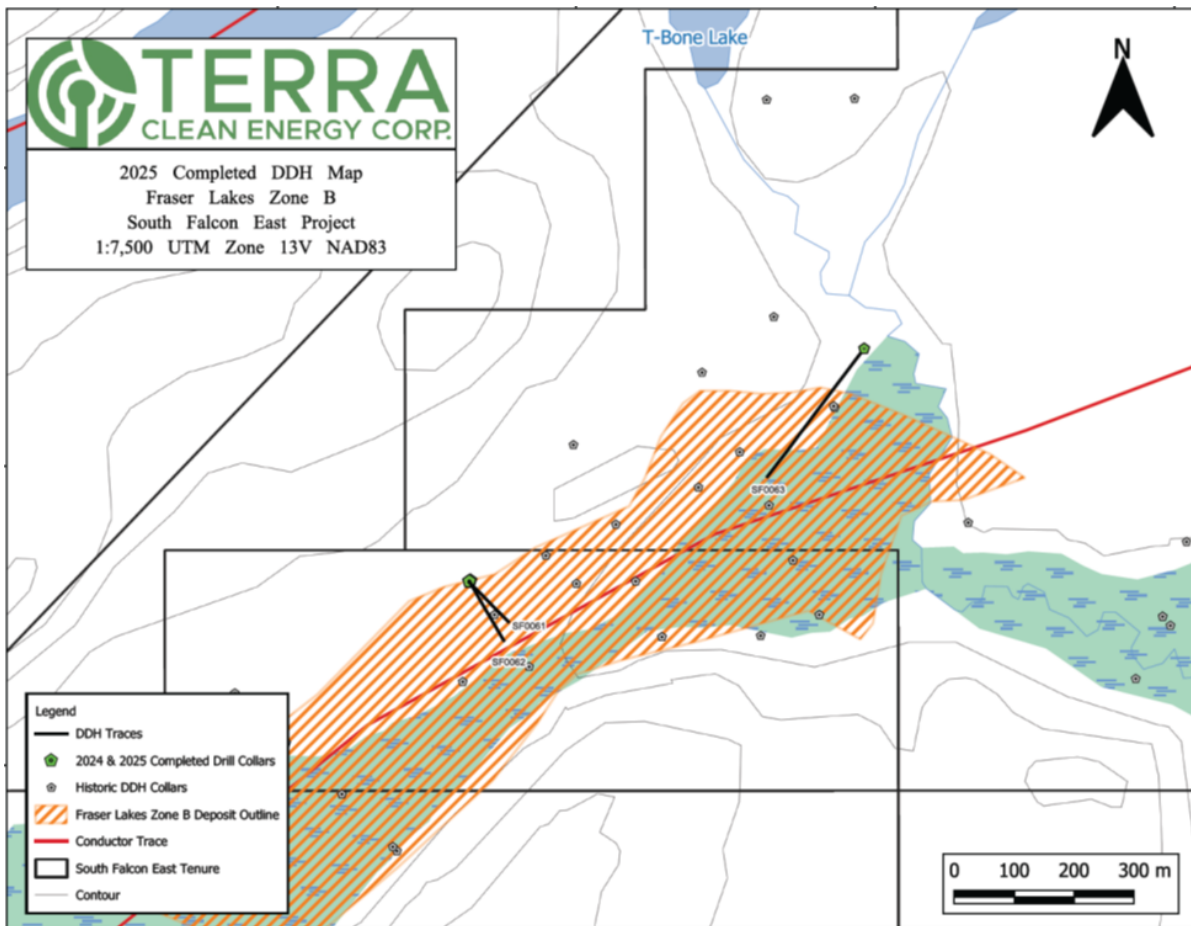 T-Bone Lake
N
TERRA
CLEAN ENERGY CORP.
2025 Completed DDH Map
Fraser Lakes Zone B
South Falcon East Project
1:7,500 UTM Zone 13V NAD83
SF0063
SF0061
SF0062
Legend
DDH Traces
2024 & 2025 Completed Drill Collars
Historic DDH Collars
Fraser Lakes Zone B Deposit Outline
Conductor Trace
South Falcon East Tenure
Contour
0 100 200 300 m